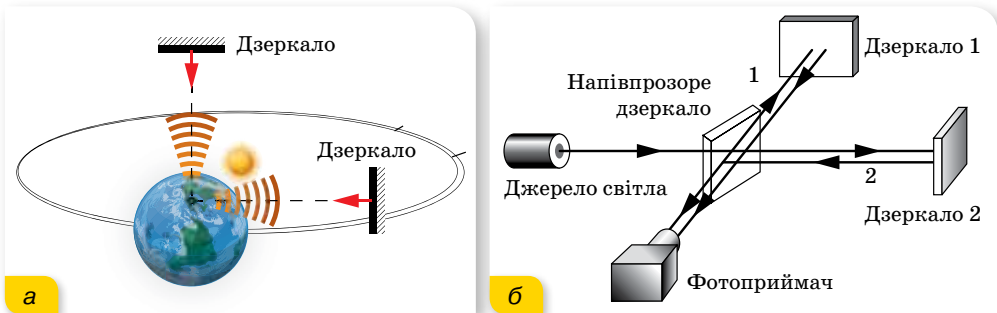 Дзеркало
Дзеркало
а
Дзеркало 1
1
Напівпрозоре
дзеркало
Джерело світла
2
Дзеркало 2
Фотоприймач
б